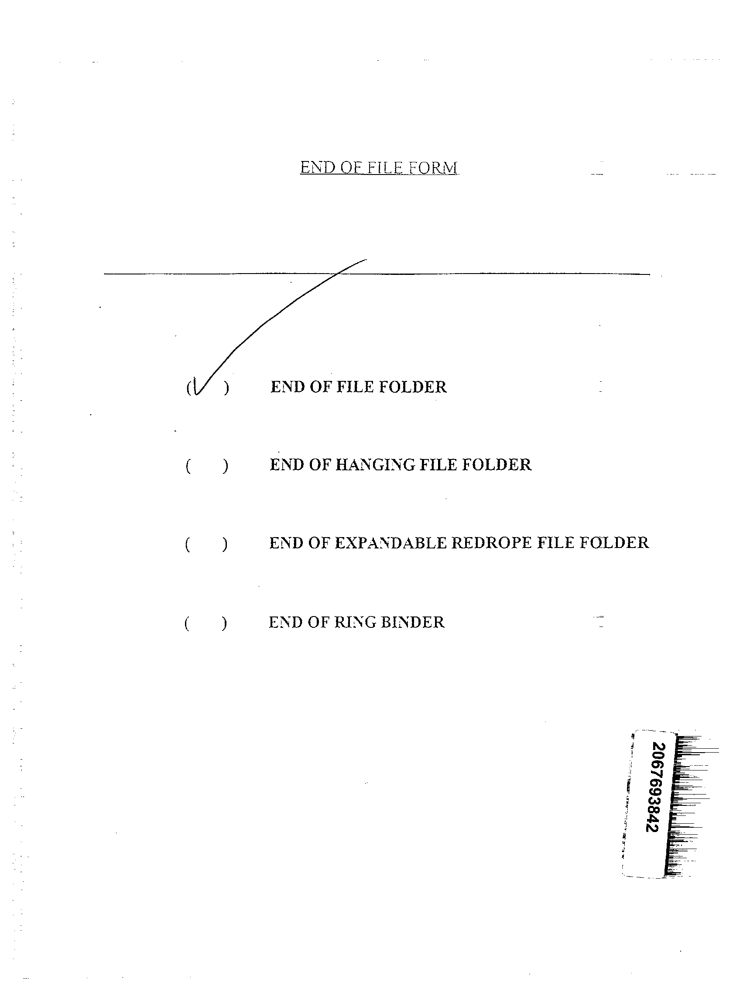 END OF FILE FORM
(✓) END OF FILE FOLDER
( ) END OF HANGING FILE FOLDER
( ) END OF EXPANDABLE REDROPE FILE FOLDER
( ) END OF RING BINDER
2067693842